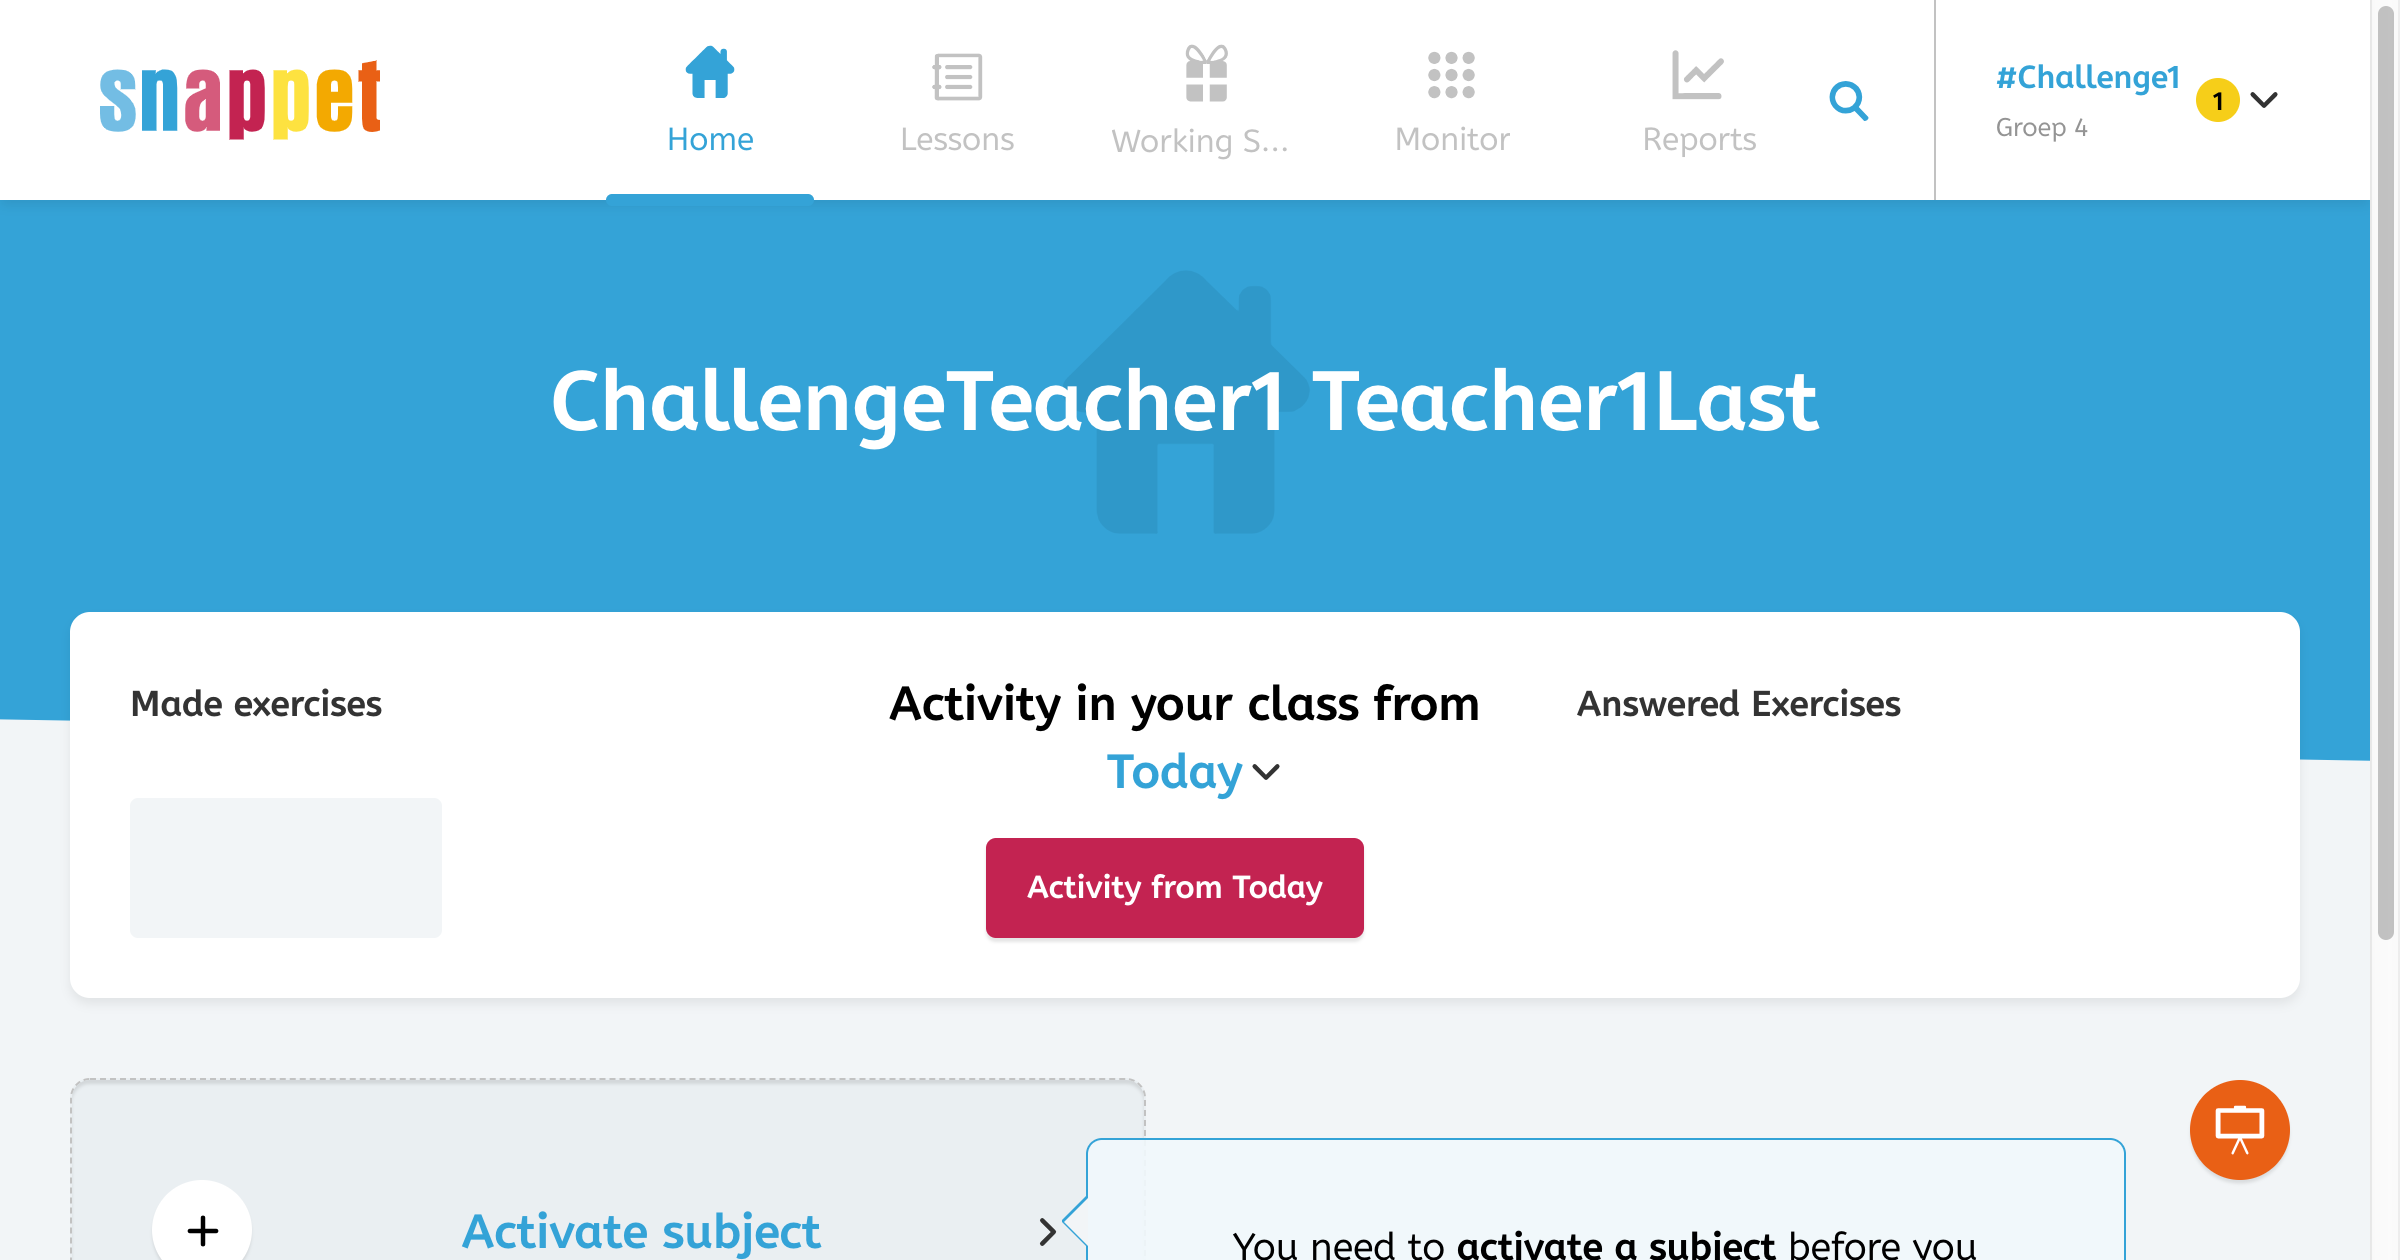 snappet
Home
Lessons
Working S...
Monitor
Reports
#Challenge1
Groep 4
1
ChallengeTeacher1 Teacher1Last
Made exercises
Activity in your class from
Today
Answered Exercises
Activity from Today
Activate subject
You need to activate a subject before you